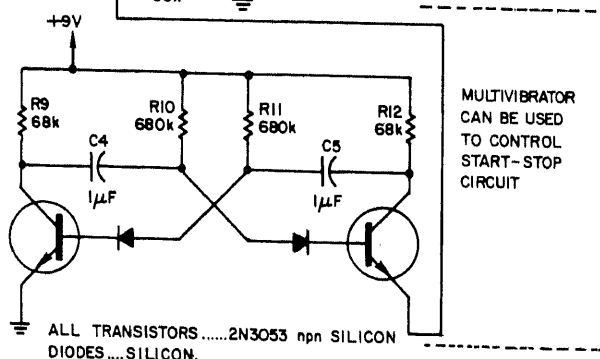 +9V
R9
68k
R10
680k
R11
680k
R12
68k
C4
1µF
C5
1µF
MULTIVIBRATOR
CAN BE USED
TO CONTROL
START-STOP
CIRCUIT
ALL TRANSISTORS......2N3053 npn SILICON
DIODES....SILICON.